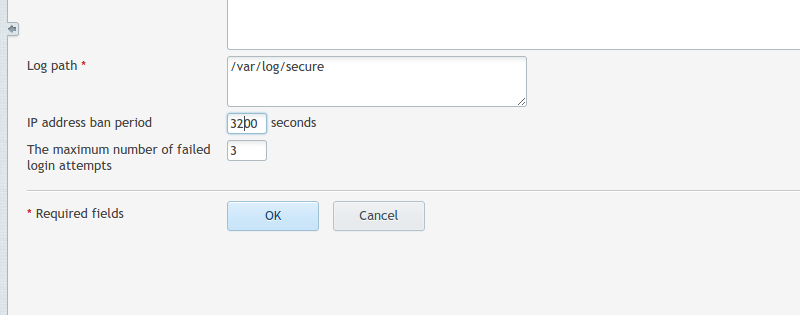 Log path *
/var/log/secure
IP address ban period
3200 seconds
The maximum number of failed
login attempts
3
* Required fields
OK
Cancel